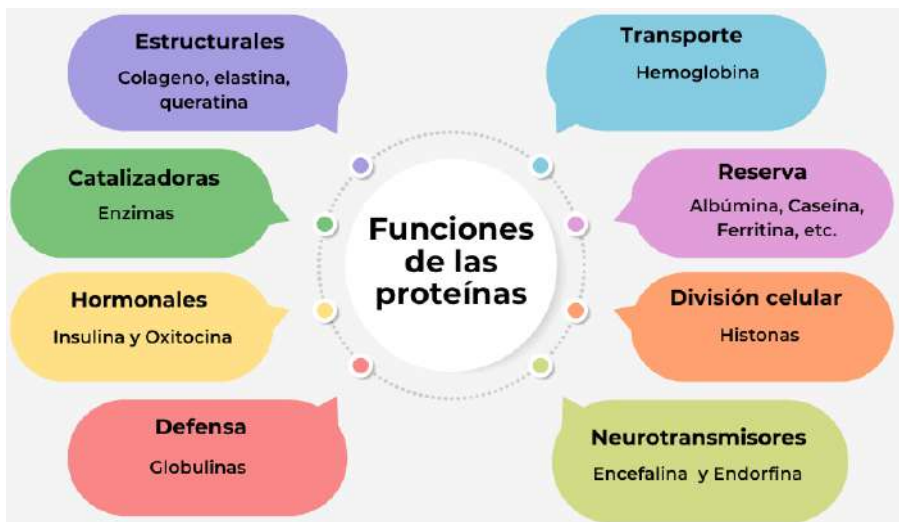 Estructurales
Colageno, elastina,
queratina
Transporte
Hemoglobina
Catalizadoras
Enzimas
Reserva
Albúmina, Caseína,
Ferritina, etc.
Funciones
de las
proteínas
Hormonales
Insulina y Oxitocina
División celular
Histonas
Defensa
Globulinas
Neurotransmisores
Encefalina y Endorfina